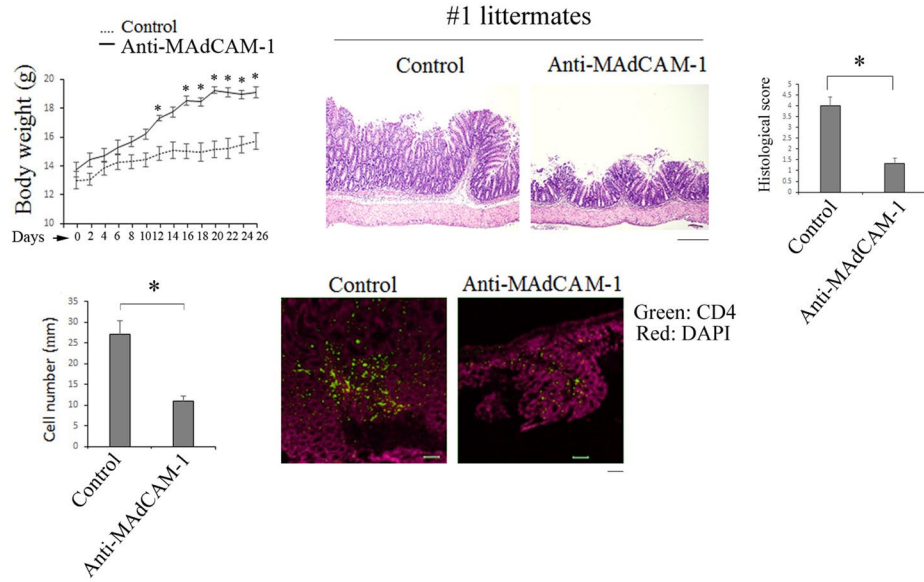 Control
Anti-MAdCAM-1
Body weight (g)
20
18
16
14
12
10
* * * * * * *
Days
0 2 4 6 8 10 12 14 16 18 20 22 24 26
#1 littermates
Control
Anti-MAdCAM-1
Histological score
5
4.5
4
3.5
3
2.5
2
1.5
1
0.5
0
*
Control
Anti-MAdCAM-1
Cell number (mm)
35
30
25
20
15
10
5
0
*
Control
Anti-MAdCAM-1
Control
Anti-MAdCAM-1
Green: CD4
Red: DAPI